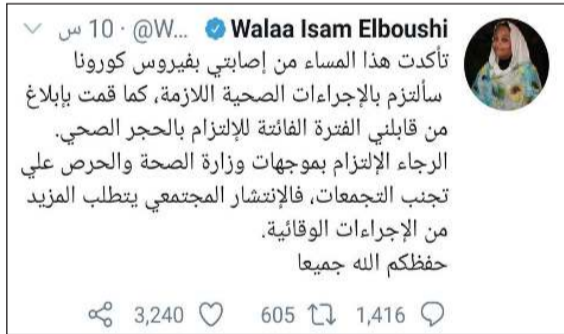 Walaa Isam Elboushi @W... · 10 س
تأكدت هذا المساء من إصابتي بفيروس كورونا
سألتزم بالإجراءات الصحية اللازمة، كما قمت بإبلاغ
من قابلني الفترة الفائتة للإلتزام بالحجر الصحي.
الرجاء الإلتزام بموجهات وزارة الصحة والحرص علي
تجنب التجمعات، فالإنتشار المجتمعي يتطلب المزيد
من الإجراءات الوقائية.
حفظكم الله جميعا
1,416 605 3,240